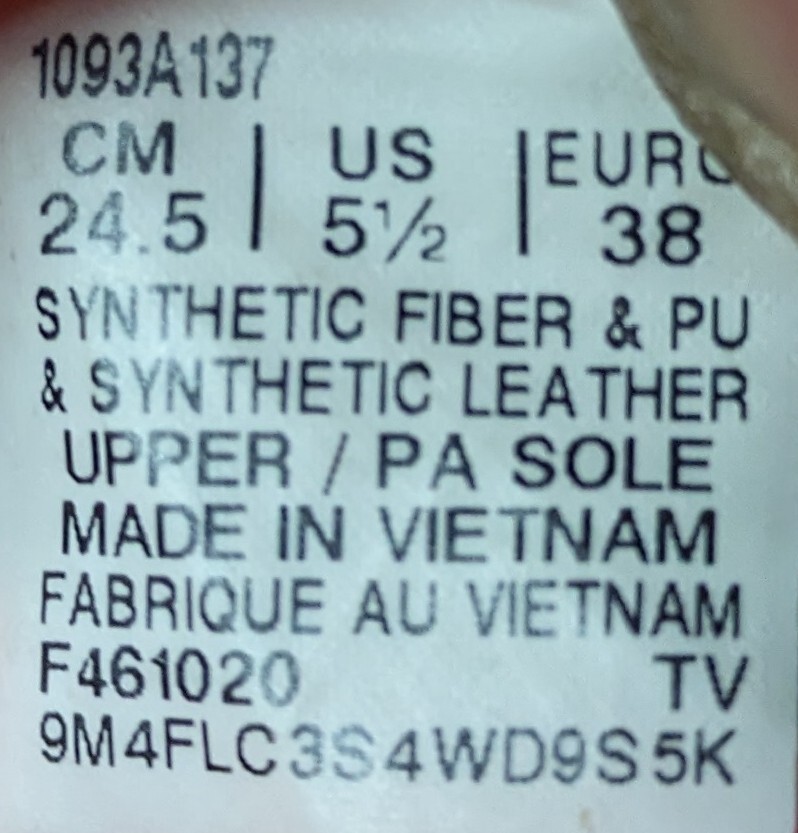 1093A137
CM | US | EURO
24.5 | 5½ | 38
SYNTHETIC FIBER & PU
& SYNTHETIC LEATHER
UPPER / PA SOLE
MADE IN VIETNAM
FABRIQUE AU VIETNAM
F461020 TV
9M4FLC3S4WD9S5K